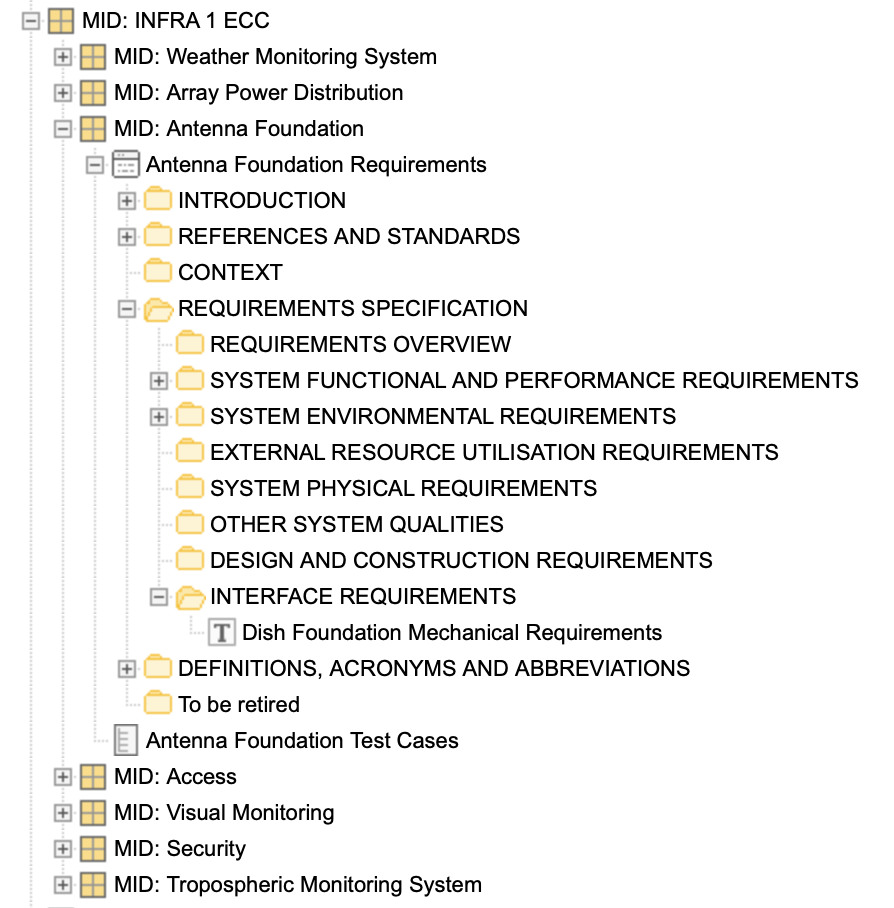 MID: INFRA 1 ECC
MID: Weather Monitoring System
MID: Array Power Distribution
MID: Antenna Foundation
Antenna Foundation Requirements
INTRODUCTION
REFERENCES AND STANDARDS
CONTEXT
REQUIREMENTS SPECIFICATION
REQUIREMENTS OVERVIEW
SYSTEM FUNCTIONAL AND PERFORMANCE REQUIREMENTS
SYSTEM ENVIRONMENTAL REQUIREMENTS
EXTERNAL RESOURCE UTILISATION REQUIREMENTS
SYSTEM PHYSICAL REQUIREMENTS
OTHER SYSTEM QUALITIES
DESIGN AND CONSTRUCTION REQUIREMENTS
INTERFACE REQUIREMENTS
T Dish Foundation Mechanical Requirements
DEFINITIONS, ACRONYMS AND ABBREVIATIONS
To be retired
Antenna Foundation Test Cases
MID: Access
MID: Visual Monitoring
MID: Security
MID: Tropospheric Monitoring System